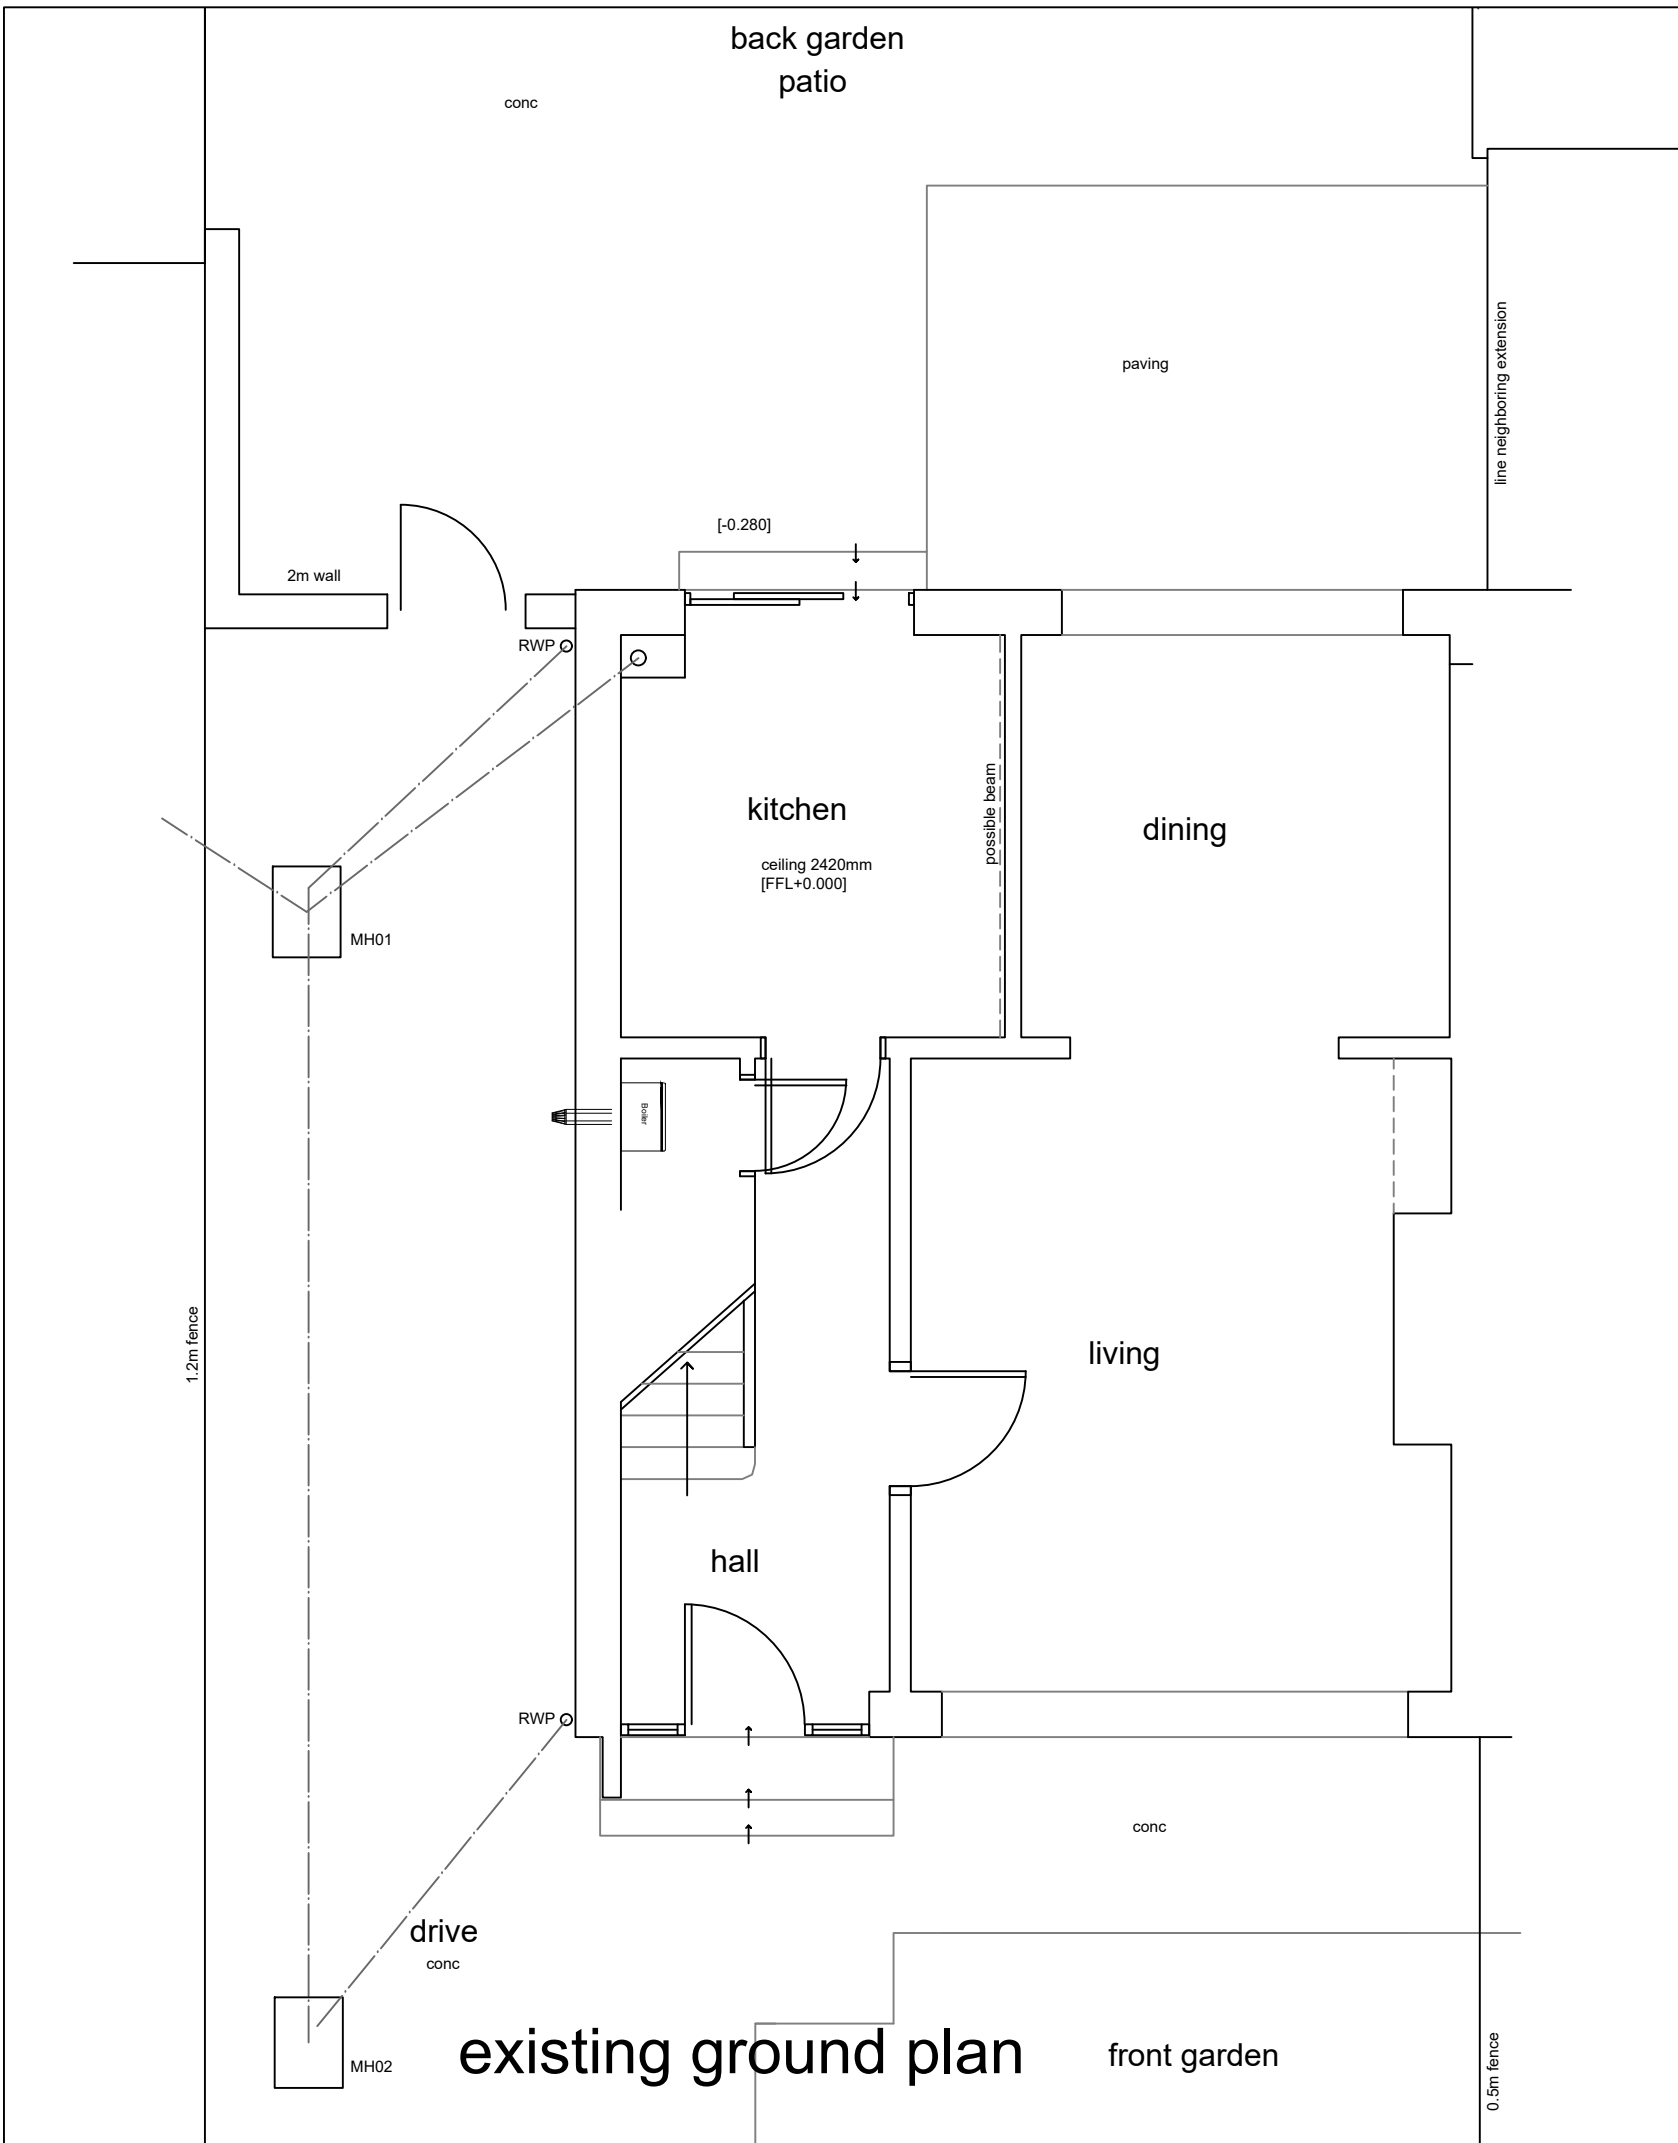 back garden
patio
conc
line neighboring extension
paving
[-0.280]
2m wall
RWP
kitchen
possible beam
dining
ceiling 2420mm
[FFL+0.000]
MH01
Boiler
1.2m fence
living
hall
RWP
conc
drive
conc
existing ground plan
front garden
MH02
0.5m fence